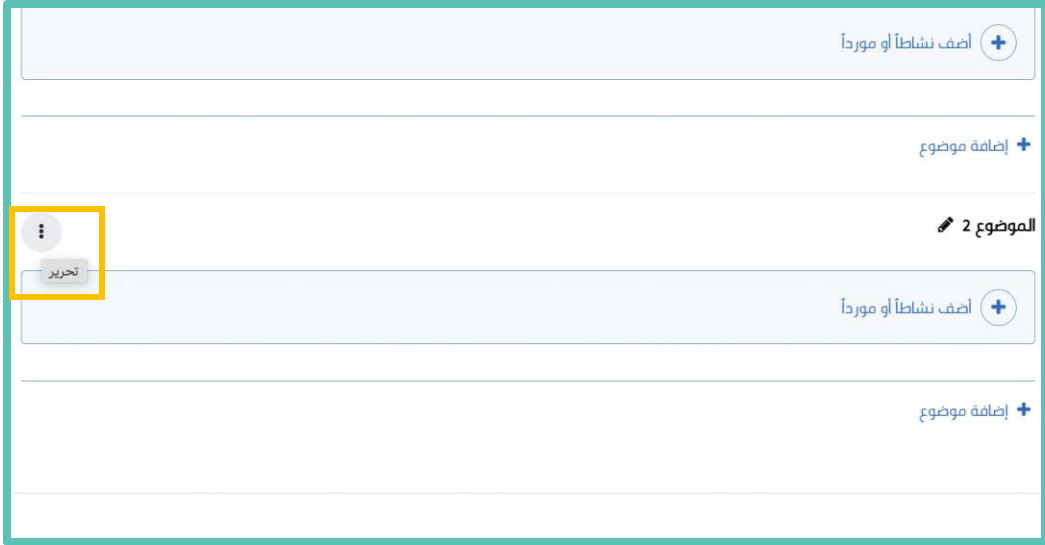 أضف نشاطاً أو مورداً
إضافة موضوع
الموضوع 2
تحرير
أضف نشاطاً أو مورداً
إضافة موضوع